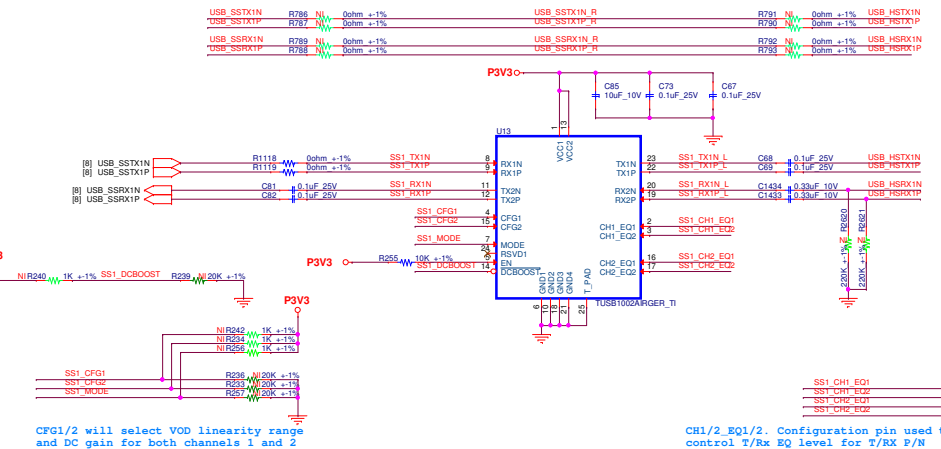 USB_SSTX1N R786 NI 0ohm +-1% USB_SSTX1N_R R791 NI 0ohm +-1% USB_HSTX1N
USB_SSTX1P R787 NI 0ohm +-1% USB_SSTX1P_R R790 NI 0ohm +-1% USB_HSTX1P
USB_SSRX1N R789 NI 0ohm +-1% USB_SSRX1N_R R792 NI 0ohm +-1% USB_HSRX1N
USB_SSRX1P R788 NI 0ohm +-1% USB_SSRX1P_R R793 NI 0ohm +-1% USB_HSRX1P
P3V3
C85 C73 C67
10uF_10V 0.1uF_25V 0.1uF_25V
U13
1 13
VCC1 VCC2
[8] USB_SSTX1N R1118 0ohm +-1% SS1_TX1N 8 RX1N TX1N 23 SS1_TX1N_L C68 0.1uF 25V USB_HSTX1N
[8] USB_SSTX1P R1119 0ohm +-1% SS1_TX1P 9 RX1P TX1P 22 SS1_TX1P_L C69 0.1uF 25V USB_HSTX1P
[8] USB_SSRX1N C81 0.1uF 25V SS1_RX1N 11 TX2N RX2N 20 SS1_RX1N_L C1434 0.33uF 10V USB_HSRX1N
[8] USB_SSRX1P C82 0.1uF 25V SS1_RX1P 12 TX2P RX2P 19 SS1_RX1P_L C1433 0.33uF 10V USB_HSRX1P
SS1_CFG1 4 CFG1 CH1_EQ1 2 SS1_CH1_EQ1
SS1_CFG2 15 CFG2 CH1_EQ2 3 SS1_CH1_EQ2
R2620 NI 220K +-1%
R2621 NI 220K +-1%
SS1_MODE 7 MODE
24 RSVD1
P3V3 R255 10K +-1% 5 EN CH2_EQ1 16 SS1_CH2_EQ1
SS1_DCBOOST 14 DCBOOST CH2_EQ2 17 SS1_CH2_EQ2
GND1 GND2 GND3 GND4 T_PAD
6 10 18 21 25
TUSB1002AIRGER_TI
NI R240 1K +-1% SS1_DCBOOST R239 NI 20K +-1%
P3V3
NI R242 1K +-1%
NI R234 1K +-1%
NI R256 1K +-1%
SS1_CFG1 R236 NI 20K +-1%
SS1_CFG2 R233 NI 20K +-1%
SS1_MODE R257 NI 20K +-1%
SS1_CH1_EQ1
SS1_CH1_EQ2
SS1_CH2_EQ1
SS1_CH2_EQ2
CFG1/2 will select VOD linearity range
and DC gain for both channels 1 and 2
CH1/2_EQ1/2. Configuration pin used t
control T/Rx EQ level for T/RX P/N